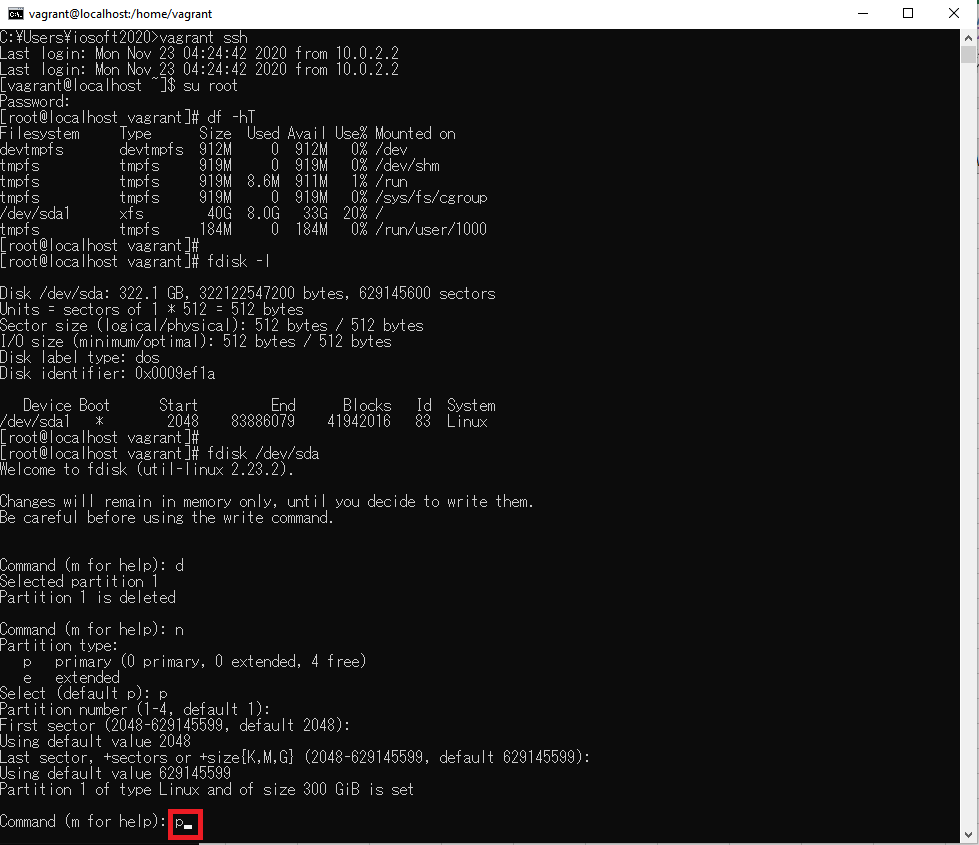 vagrant@localhost:/home/vagrant
C:¥Users¥iosoft2020>vagrant ssh
Last login: Mon Nov 23 04:24:42 2020 from 10.0.2.2
Last login: Mon Nov 23 04:24:42 2020 from 10.0.2.2
[vagrant@localhost ~]$ su root
Password:
[root@localhost vagrant]# df -hT
Filesystem     Type      Size  Used Avail Use% Mounted on
devtmpfs       devtmpfs  912M     0  912M   0% /dev
tmpfs          tmpfs     919M     0  919M   0% /dev/shm
tmpfs          tmpfs     919M  8.6M  911M   1% /run
tmpfs          tmpfs     919M     0  919M   0% /sys/fs/cgroup
/dev/sda1      xfs        40G  8.0G   33G  20% /
tmpfs          tmpfs     184M     0  184M   0% /run/user/1000
[root@localhost vagrant]#
[root@localhost vagrant]# fdisk -l
Disk /dev/sda: 322.1 GB, 322122547200 bytes, 629145600 sectors
Units = sectors of 1 * 512 = 512 bytes
Sector size (logical/physical): 512 bytes / 512 bytes
I/O size (minimum/optimal): 512 bytes / 512 bytes
Disk label type: dos
Disk identifier: 0x0009ef1a
   Device Boot      Start         End      Blocks   Id  System
/dev/sda1   *        2048    83886079    41942016   83  Linux
[root@localhost vagrant]#
[root@localhost vagrant]# fdisk /dev/sda
Welcome to fdisk (util-linux 2.23.2).
Changes will remain in memory only, until you decide to write them.
Be careful before using the write command.
Command (m for help): d
Selected partition 1
Partition 1 is deleted
Command (m for help): n
Partition type:
   p   primary (0 primary, 0 extended, 4 free)
   e   extended
Select (default p): p
Partition number (1-4, default 1):
First sector (2048-629145599, default 2048):
Using default value 2048
Last sector, +sectors or +size{K,M,G} (2048-629145599, default 629145599):
Using default value 629145599
Partition 1 of type Linux and of size 300 GiB is set
Command (m for help): p